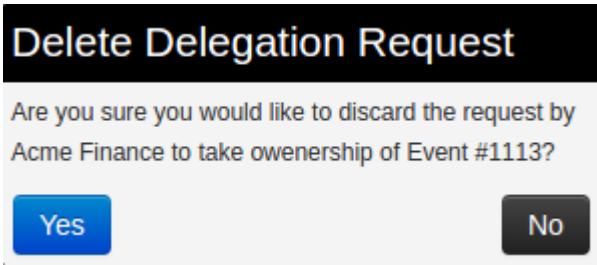 Delete Delegation Request
Are you sure you would like to discard the request by
Acme Finance to take owenership of Event #1113?
Yes
No